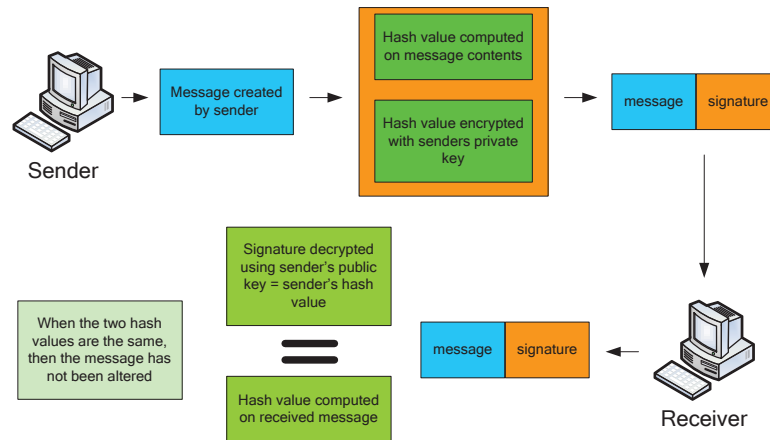 Hash value computed
on message contents
Message created
by sender
Hash value encrypted
with senders private
key
message
signature
Sender
Signature decrypted
using sender's public
key = sender's hash
value
When the two hash
values are the same,
then the message has
not been altered
message
signature
Hash value computed
on received message
Receiver